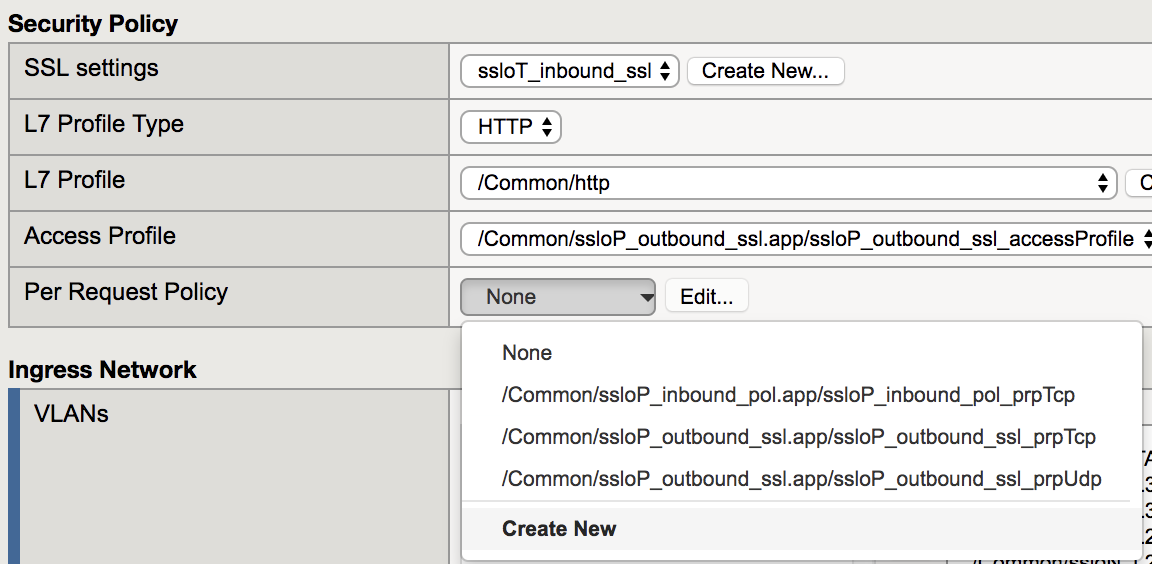 Security Policy
SSL settings
ssloT_inbound_ssl Create New...
L7 Profile Type
HTTP
L7 Profile
/Common/http
Access Profile
/Common/ssloP_outbound_ssl.app/ssloP_outbound_ssl_accessProfile
Per Request Policy
None Edit...
None
/Common/ssloP_inbound_pol.app/ssloP_inbound_pol_prpTcp
/Common/ssloP_outbound_ssl.app/ssloP_outbound_ssl_prpTcp
/Common/ssloP_outbound_ssl.app/ssloP_outbound_ssl_prpUdp
Create New
Ingress Network
VLANs